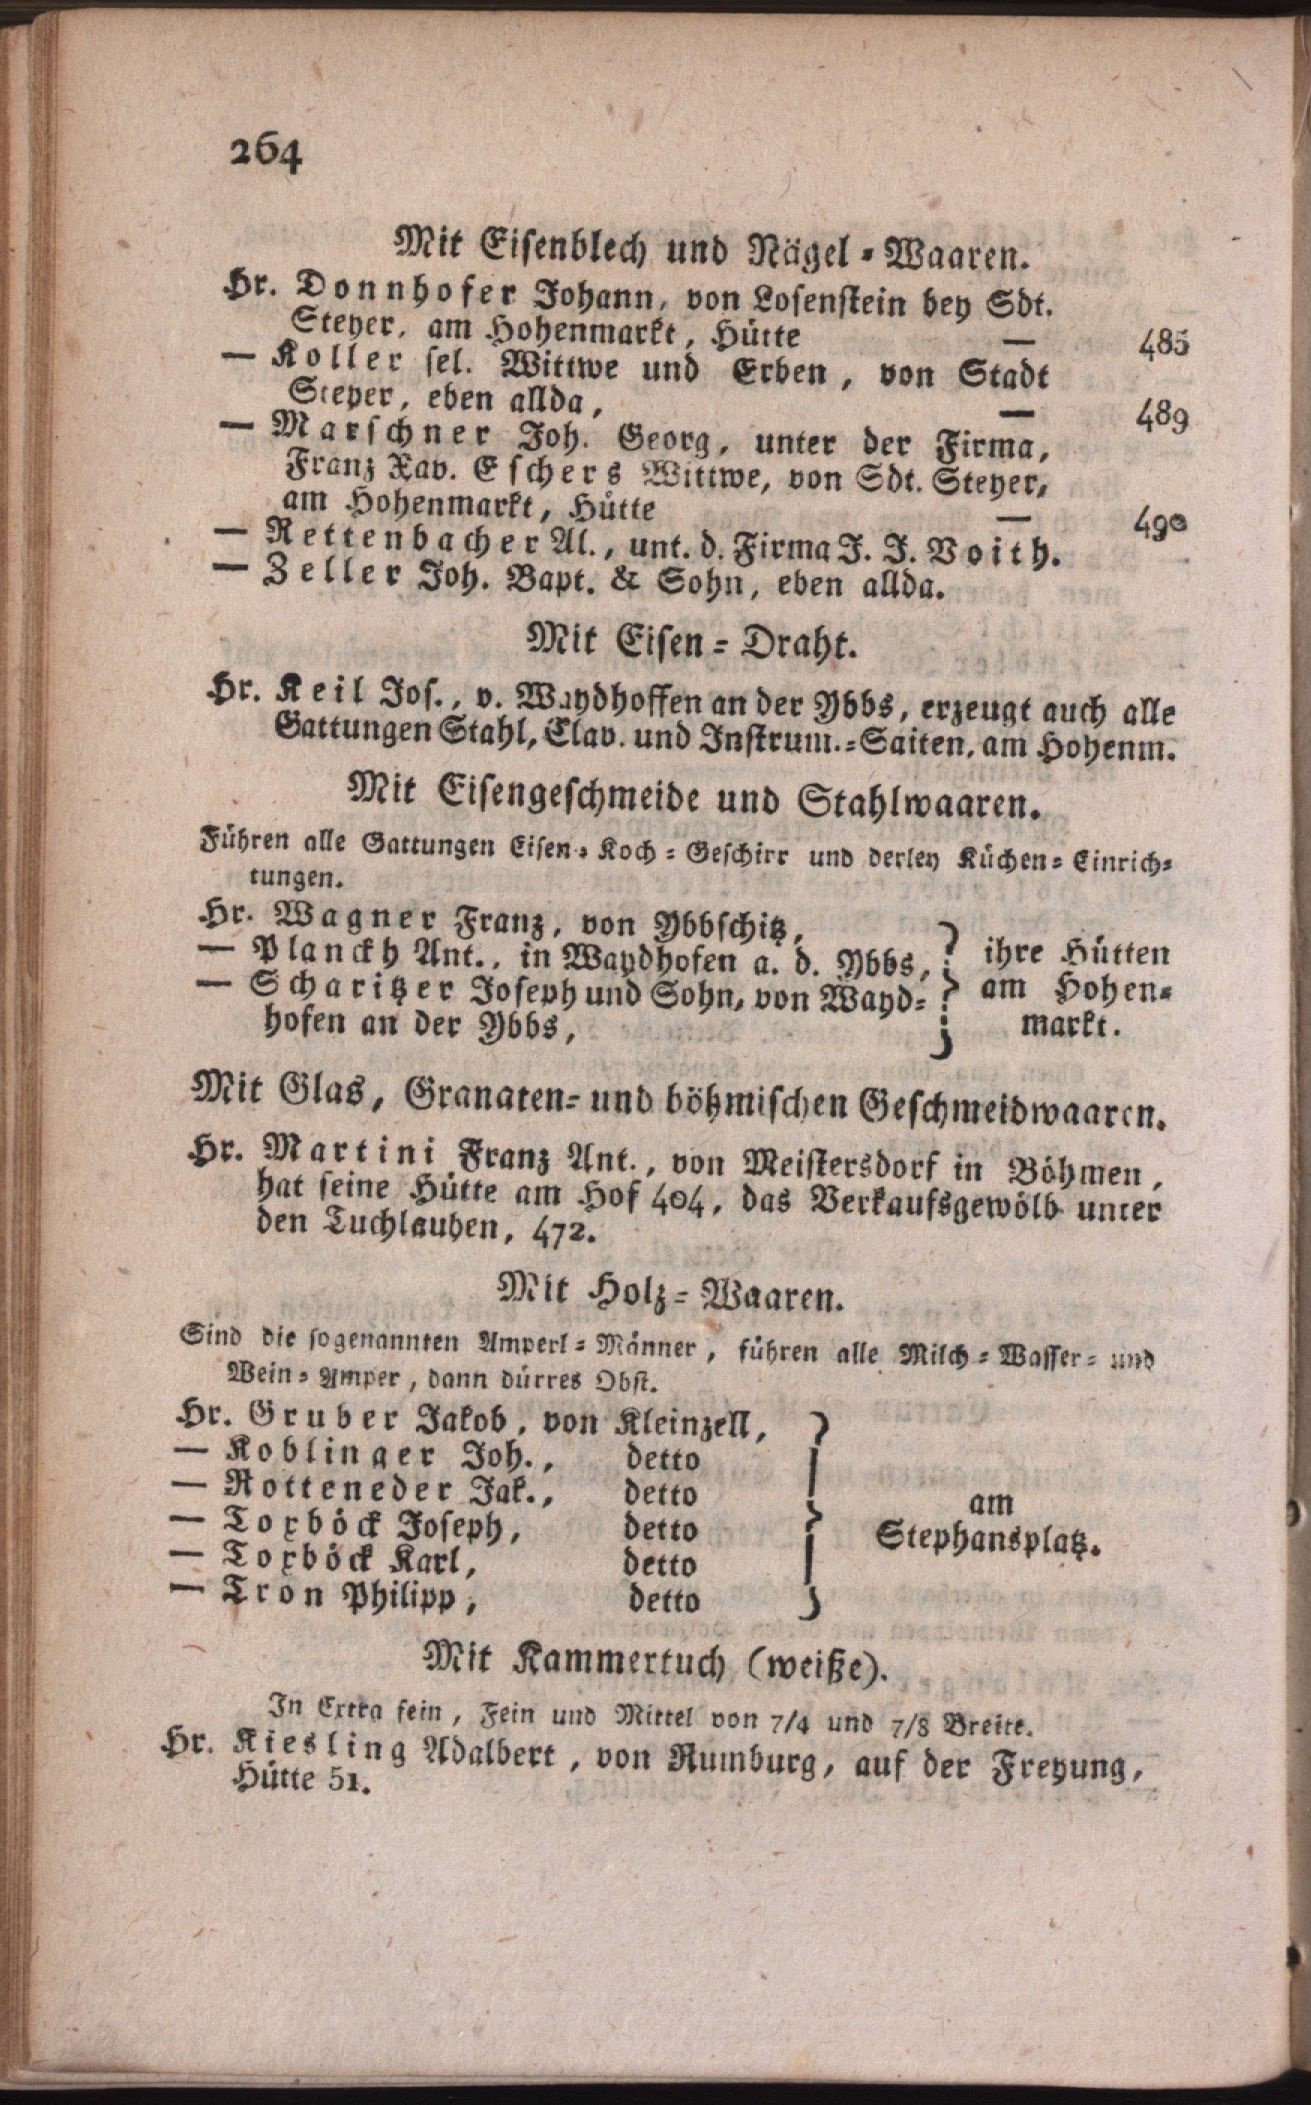 264
Mit Eisenblech und Nägel-Waaren.
Hr. Donnhofer Johann, von Losenstein bey Sdt.
Steyer, am Hohenmarkt, Hütte — 485
— Koller sel. Wittwe und Erben, von Stadt
Steyer, eben allda, — 489
— Marschner Joh. Georg, unter der Firma,
Franz Xav. Eschers Wittwe, von Sdt. Steyer,
am Hohenmarkt, Hütte — 490
— Rettenbacher Al., unt. d. Firma J. J. Voith.
— Zeller Joh. Bapt. & Sohn, eben allda.
Mit Eisen-Draht.
Hr. Keil Jos., v. Waydhoffen an der Ybbs, erzeugt auch alle
Gattungen Stahl, Clav. und Instrum.-Saiten, am Hohenm.
Mit Eisengeschmeide und Stahlwaaren.
Führen alle Gattungen Eisen-Koch-Geschirr und derley Küchen-Einrich-
tungen.
Hr. Wagner Franz, von Ybbschitz,
— Planckh Ant., in Waydhofen a. d. Ybbs, } ihre Hütten
— Scharitzer Joseph und Sohn, von Wayd- } am Hohen-
hofen an der Ybbs, } markt.
Mit Glas, Granaten- und böhmischen Geschmeidwaaren.
Hr. Martini Franz Ant., von Meistersdorf in Böhmen,
hat seine Hütte am Hof 404, das Verkaufsgewölb unter
den Tuchlauben, 472.
Mit Holz-Waaren.
Sind die sogenannten Amperl-Männer, führen alle Milch-Wasser- und
Wein-Amper, dann dürres Obst.
Hr. Gruber Jakob, von Kleinzell,
— Koblinger Joh., detto
— Rotteneder Jak., detto
— Toxböck Joseph, detto
— Toxböck Karl, detto
— Tron Philipp, detto
} am
Stephansplatz.
Mit Kammertuch (weiße).
In Extra fein, Fein und Mittel von 7/4 und 7/8 Breite.
Hr. Kiesling Adalbert, von Rumburg, auf der Freyung,
Hütte 51.